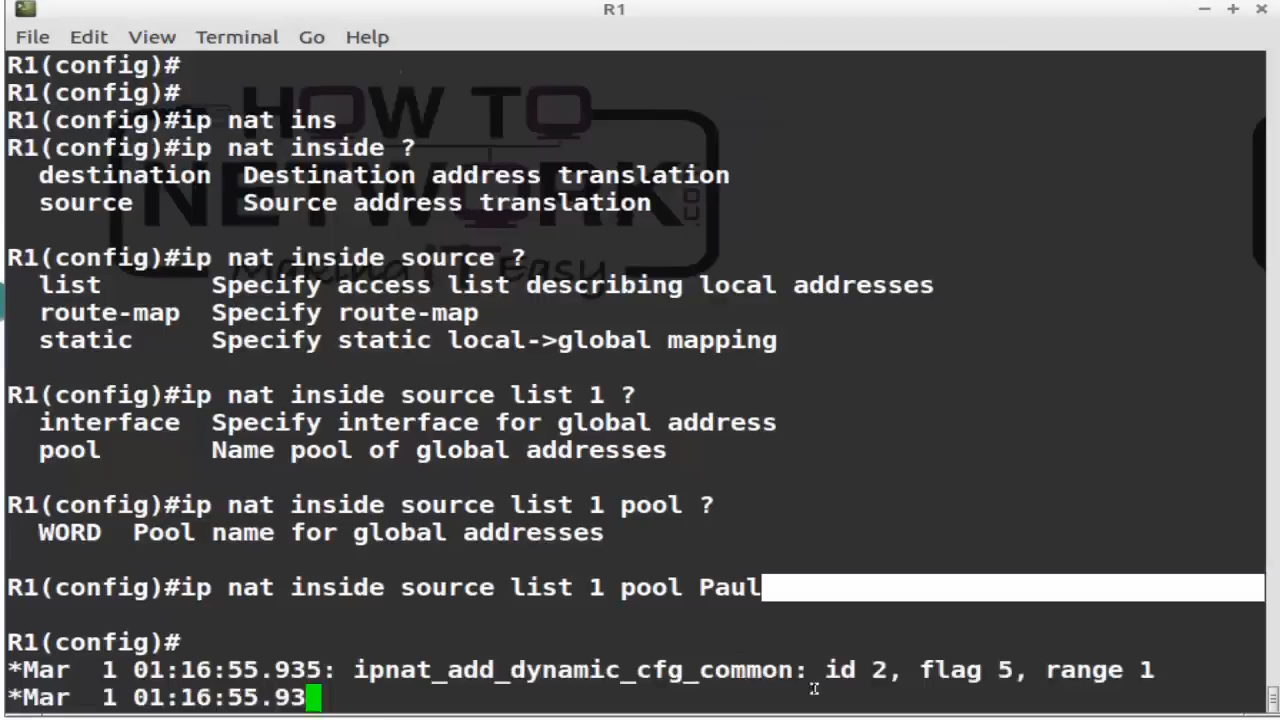 R1
File Edit View Terminal Go Help
R1(config)#
R1(config)#
R1(config)#ip nat ins
R1(config)#ip nat inside ?
destination Destination address translation
source Source address translation
R1(config)#ip nat inside source ?
list Specify access list describing local addresses
route-map Specify route-map
static Specify static local->global mapping
R1(config)#ip nat inside source list 1 ?
interface Specify interface for global address
pool Name pool of global addresses
R1(config)#ip nat inside source list 1 pool ?
WORD Pool name for global addresses
R1(config)#ip nat inside source list 1 pool Paul
R1(config)#
*Mar 1 01:16:55.935: ipnat_add_dynamic_cfg_common: id 2, flag 5, range 1
*Mar 1 01:16:55.93
HOW TO
NETWORK
.CO
Making iT Easy